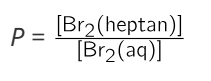 P = [Br₂(heptan)]
[Br₂(aq)]